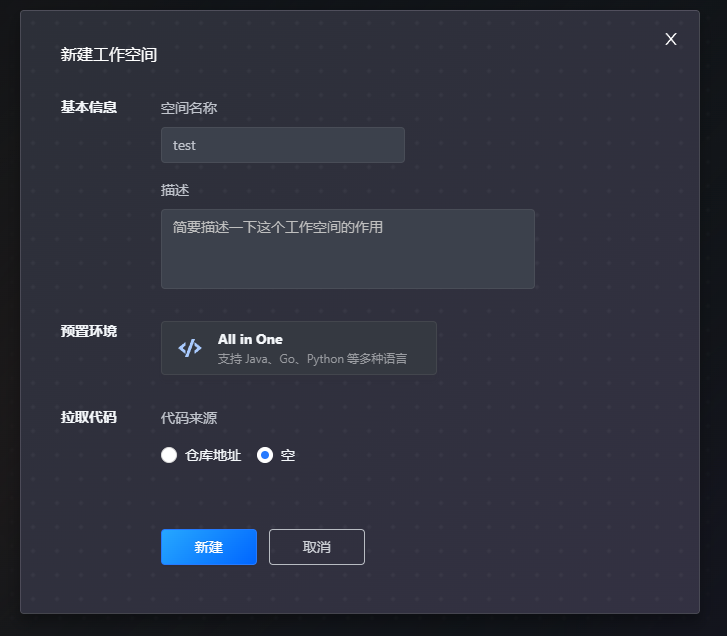 新建工作空间
X
基本信息
空间名称
test
描述
简要描述一下这个工作空间的作用
预置环境
</>
All in One
支持 Java、Go、Python 等多种语言
拉取代码
代码来源
仓库地址 空
新建 取消